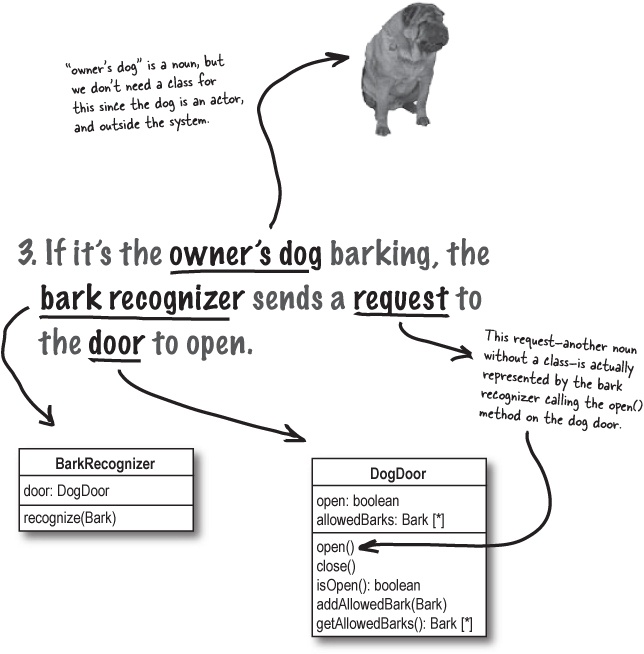 "owner's dog" is a noun, but
we don't need a class for
this since the dog is an actor,
and outside the system.
3. If it's the owner's dog barking, the
bark recognizer sends a request to
the door to open.
This request—another noun
without a class—is actually
represented by the bark
recognizer calling the open()
method on the dog door.
BarkRecognizer
door: DogDoor
recognize(Bark)
DogDoor
open: boolean
allowedBarks: Bark [*]
open()
close()
isOpen(): boolean
addAllowedBark(Bark)
getAllowedBarks(): Bark [*]